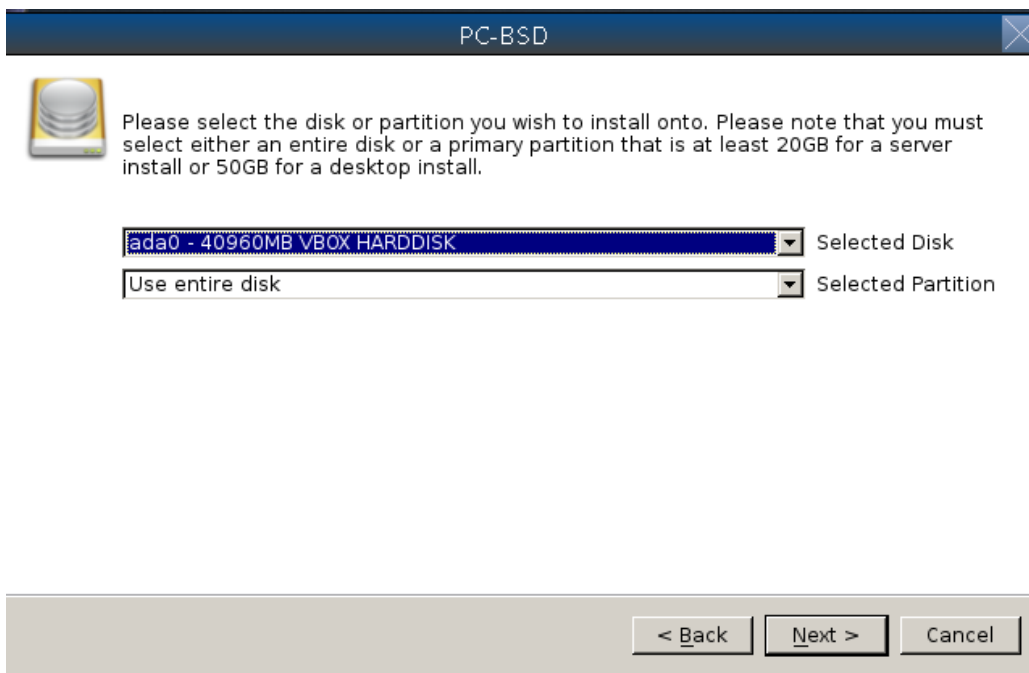 PC-BSD
Please select the disk or partition you wish to install onto. Please note that you must
select either an entire disk or a primary partition that is at least 20GB for a server
install or 50GB for a desktop install.
ada0 - 40960MB VBOX HARDDISK Selected Disk
Use entire disk Selected Partition
< Back Next > Cancel